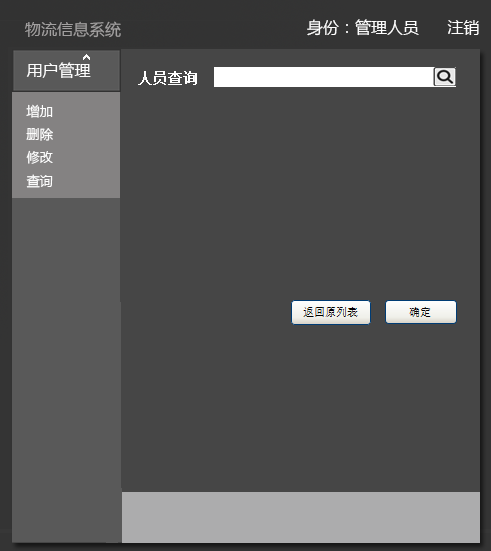 物流信息系统
身份：管理人员 注销
用户管理
人员查询
增加
删除
修改
查询
返回原列表 确定